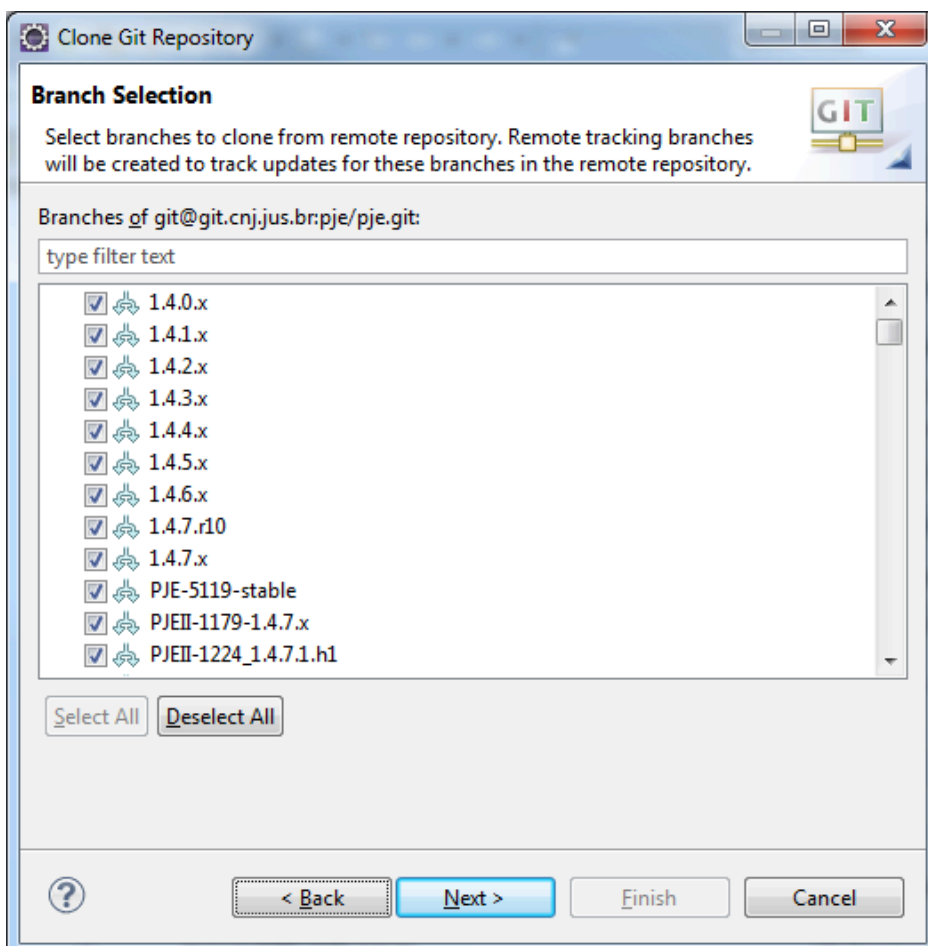 Clone Git Repository
Branch Selection
GIT
Select branches to clone from remote repository. Remote tracking branches
will be created to track updates for these branches in the remote repository.
Branches of git@git.cnj.jus.br:pje/pje.git:
type filter text
1.4.0.x
1.4.1.x
1.4.2.x
1.4.3.x
1.4.4.x
1.4.5.x
1.4.6.x
1.4.7.r10
1.4.7.x
PJE-5119-stable
PJEII-1179-1.4.7.x
PJEII-1224_1.4.7.1.h1
Select All Deselect All
? < Back Next > Finish Cancel